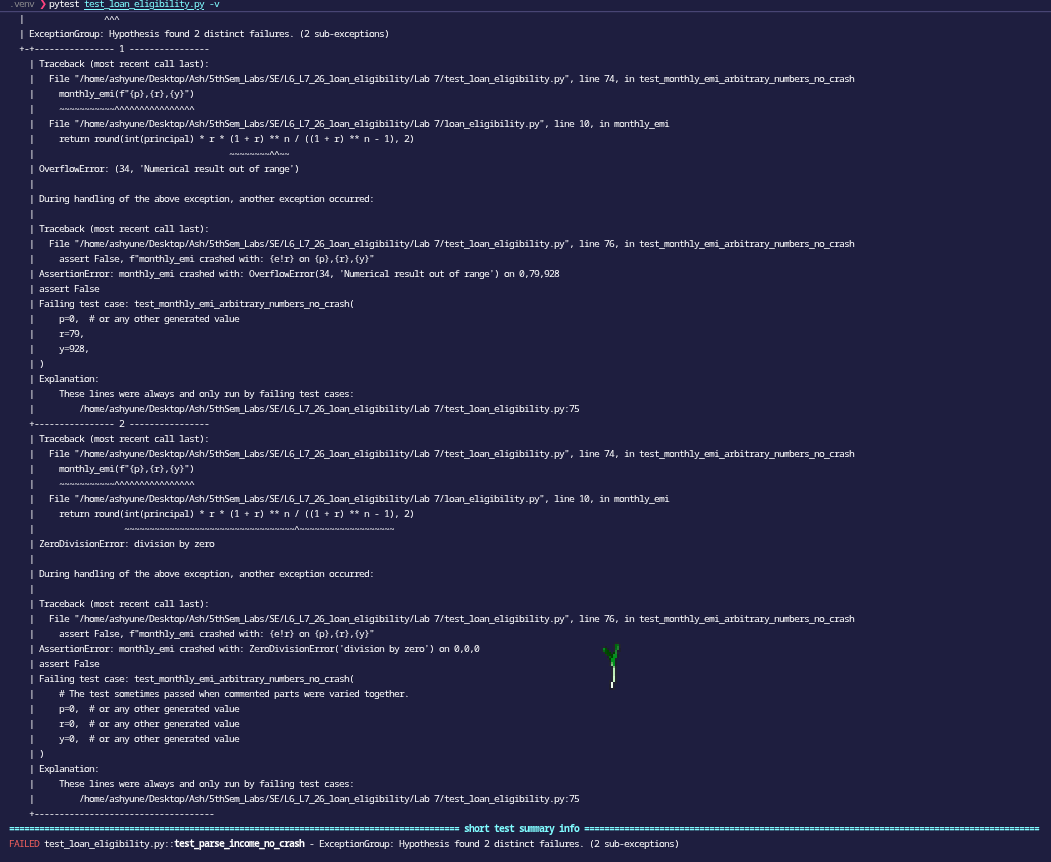 .venv ❯ pytest test_loan_eligibility.py -v
|                ^^^
| ExceptionGroup: Hypothesis found 2 distinct failures. (2 sub-exceptions)
+-+---------------- 1 ----------------
  | Traceback (most recent call last):
  |   File "/home/ashyune/Desktop/Ash/5thSem_Labs/SE/L6_L7_26_loan_eligibility/Lab 7/test_loan_eligibility.py", line 74, in test_monthly_emi_arbitrary_numbers_no_crash
  |     monthly_emi(f"{p},{r},{y}")
  |     ~~~~~~~~~~~^^^^^^^^^^^^^^^^
  |   File "/home/ashyune/Desktop/Ash/5thSem_Labs/SE/L6_L7_26_loan_eligibility/Lab 7/loan_eligibility.py", line 10, in monthly_emi
  |     return round(int(principal) * r * (1 + r) ** n / ((1 + r) ** n - 1), 2)
  |                                       ~~~~~~~~^^~~
  | OverflowError: (34, 'Numerical result out of range')
  |
  | During handling of the above exception, another exception occurred:
  |
  | Traceback (most recent call last):
  |   File "/home/ashyune/Desktop/Ash/5thSem_Labs/SE/L6_L7_26_loan_eligibility/Lab 7/test_loan_eligibility.py", line 76, in test_monthly_emi_arbitrary_numbers_no_crash
  |     assert False, f"monthly_emi crashed with: {e!r} on {p},{r},{y}"
  | AssertionError: monthly_emi crashed with: OverflowError(34, 'Numerical result out of range') on 0,79,928
  | assert False
  | Failing test case: test_monthly_emi_arbitrary_numbers_no_crash(
  |     p=0,  # or any other generated value
  |     r=79,
  |     y=928,
  | )
  | Explanation:
  |     These lines were always and only run by failing test cases:
  |         /home/ashyune/Desktop/Ash/5thSem_Labs/SE/L6_L7_26_loan_eligibility/Lab 7/test_loan_eligibility.py:75
  +---------------- 2 ----------------
  | Traceback (most recent call last):
  |   File "/home/ashyune/Desktop/Ash/5thSem_Labs/SE/L6_L7_26_loan_eligibility/Lab 7/test_loan_eligibility.py", line 74, in test_monthly_emi_arbitrary_numbers_no_crash
  |     monthly_emi(f"{p},{r},{y}")
  |     ~~~~~~~~~~~^^^^^^^^^^^^^^^^
  |   File "/home/ashyune/Desktop/Ash/5thSem_Labs/SE/L6_L7_26_loan_eligibility/Lab 7/loan_eligibility.py", line 10, in monthly_emi
  |     return round(int(principal) * r * (1 + r) ** n / ((1 + r) ** n - 1), 2)
  |                  ~~~~~~~~~~~~~~~~~~~~~~~~~~~~~~~~~~^~~~~~~~~~~~~~~~~~~~
  | ZeroDivisionError: division by zero
  |
  | During handling of the above exception, another exception occurred:
  |
  | Traceback (most recent call last):
  |   File "/home/ashyune/Desktop/Ash/5thSem_Labs/SE/L6_L7_26_loan_eligibility/Lab 7/test_loan_eligibility.py", line 76, in test_monthly_emi_arbitrary_numbers_no_crash
  |     assert False, f"monthly_emi crashed with: {e!r} on {p},{r},{y}"
  | AssertionError: monthly_emi crashed with: ZeroDivisionError('division by zero') on 0,0,0
  | assert False
  | Failing test case: test_monthly_emi_arbitrary_numbers_no_crash(
  |     # The test sometimes passed when commented parts were varied together.
  |     p=0,  # or any other generated value
  |     r=0,  # or any other generated value
  |     y=0,  # or any other generated value
  | )
  | Explanation:
  |     These lines were always and only run by failing test cases:
  |         /home/ashyune/Desktop/Ash/5thSem_Labs/SE/L6_L7_26_loan_eligibility/Lab 7/test_loan_eligibility.py:75
  +------------------------------------
========================================== short test summary info ==========================================
FAILED test_loan_eligibility.py::test_parse_income_no_crash - ExceptionGroup: Hypothesis found 2 distinct failures. (2 sub-exceptions)